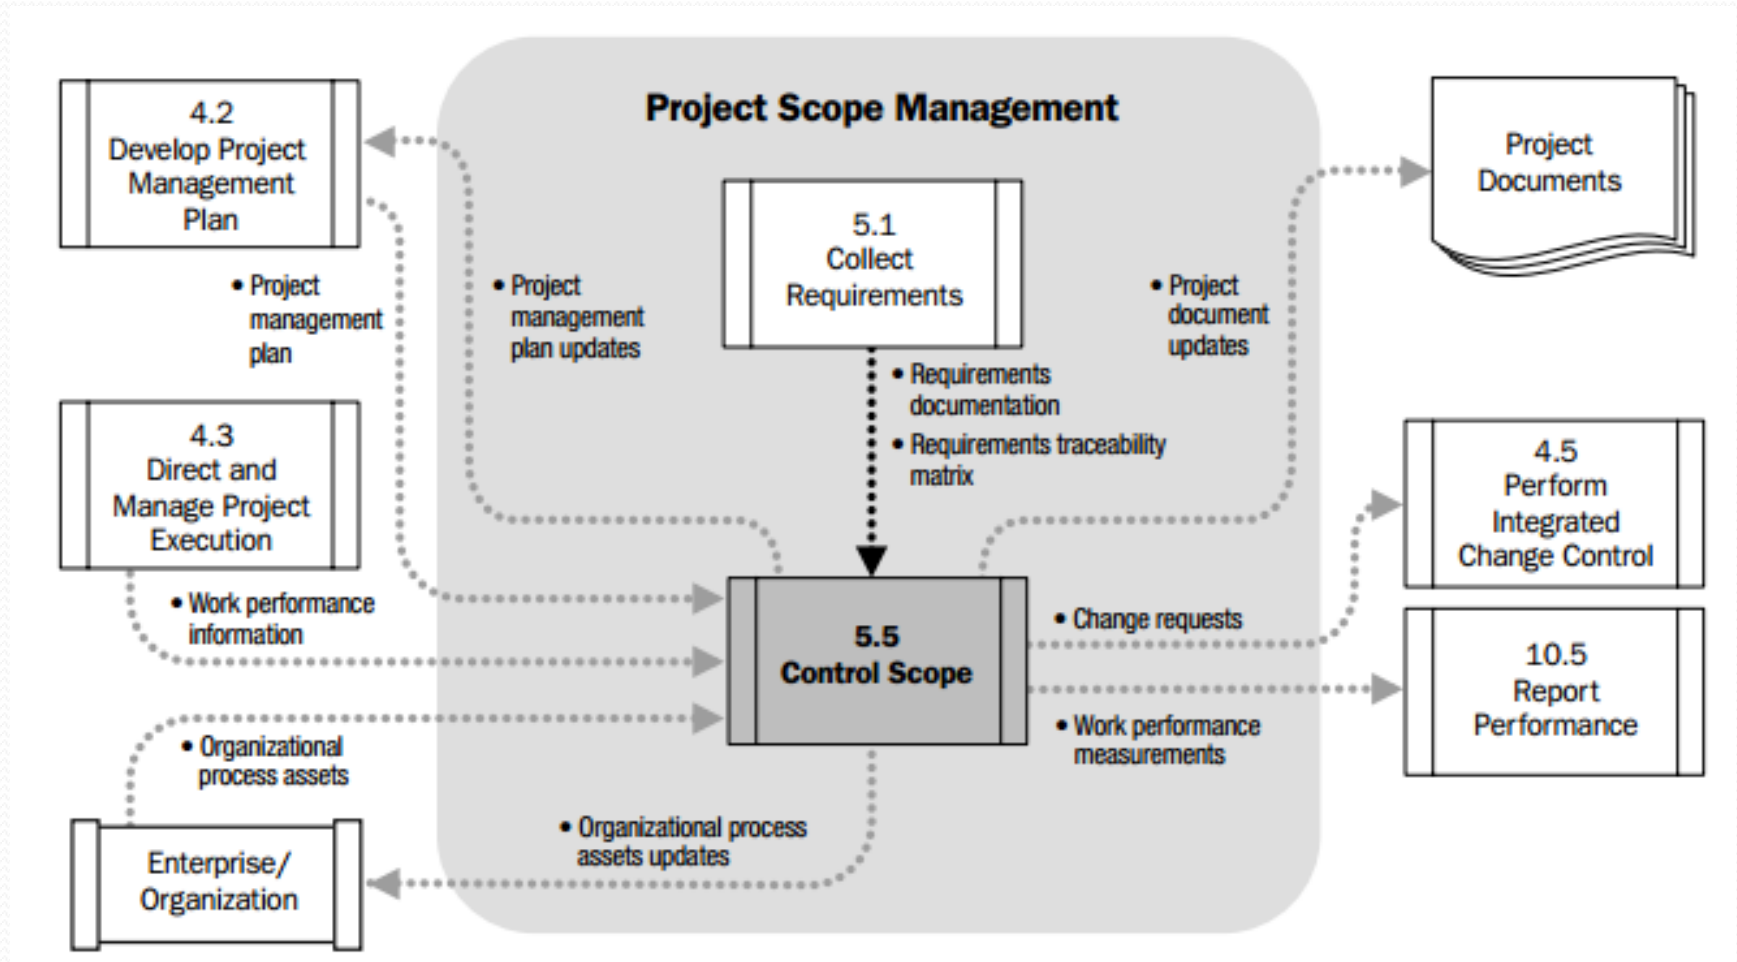 Project Scope Management
4.2
Develop Project
Management
Plan
5.1
Collect
Requirements
Project
Documents
• Project
management
plan
• Project
management
plan updates
• Project
document
updates
• Requirements
documentation
• Requirements traceability
matrix
4.3
Direct and
Manage Project
Execution
4.5
Perform
Integrated
Change Control
• Work performance
information
5.5
Control Scope
• Change requests
10.5
Report
Performance
• Work performance
measurements
• Organizational
process assets
• Organizational process
assets updates
Enterprise/
Organization